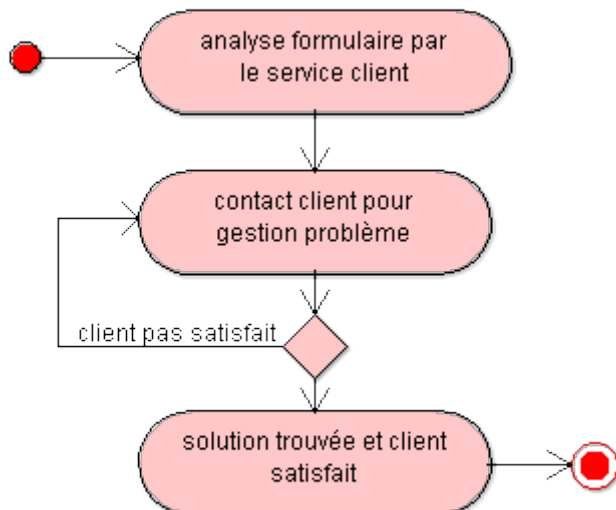 analyse formulaire par
le service client
contact client pour
gestion problème
client pas satisfait
solution trouvée et client
satisfait